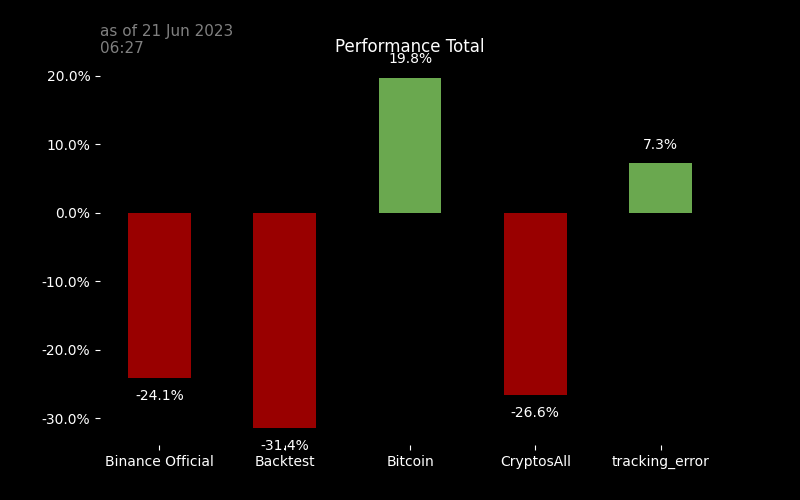 as of 21 Jun 2023
06:27
Performance Total
19.8%
20.0%
10.0%
7.3%
0.0%
-10.0%
-20.0%
-24.1%
-26.6%
-30.0%
-31.4%
Binance Official
Backtest
Bitcoin
CryptosAll
tracking_error